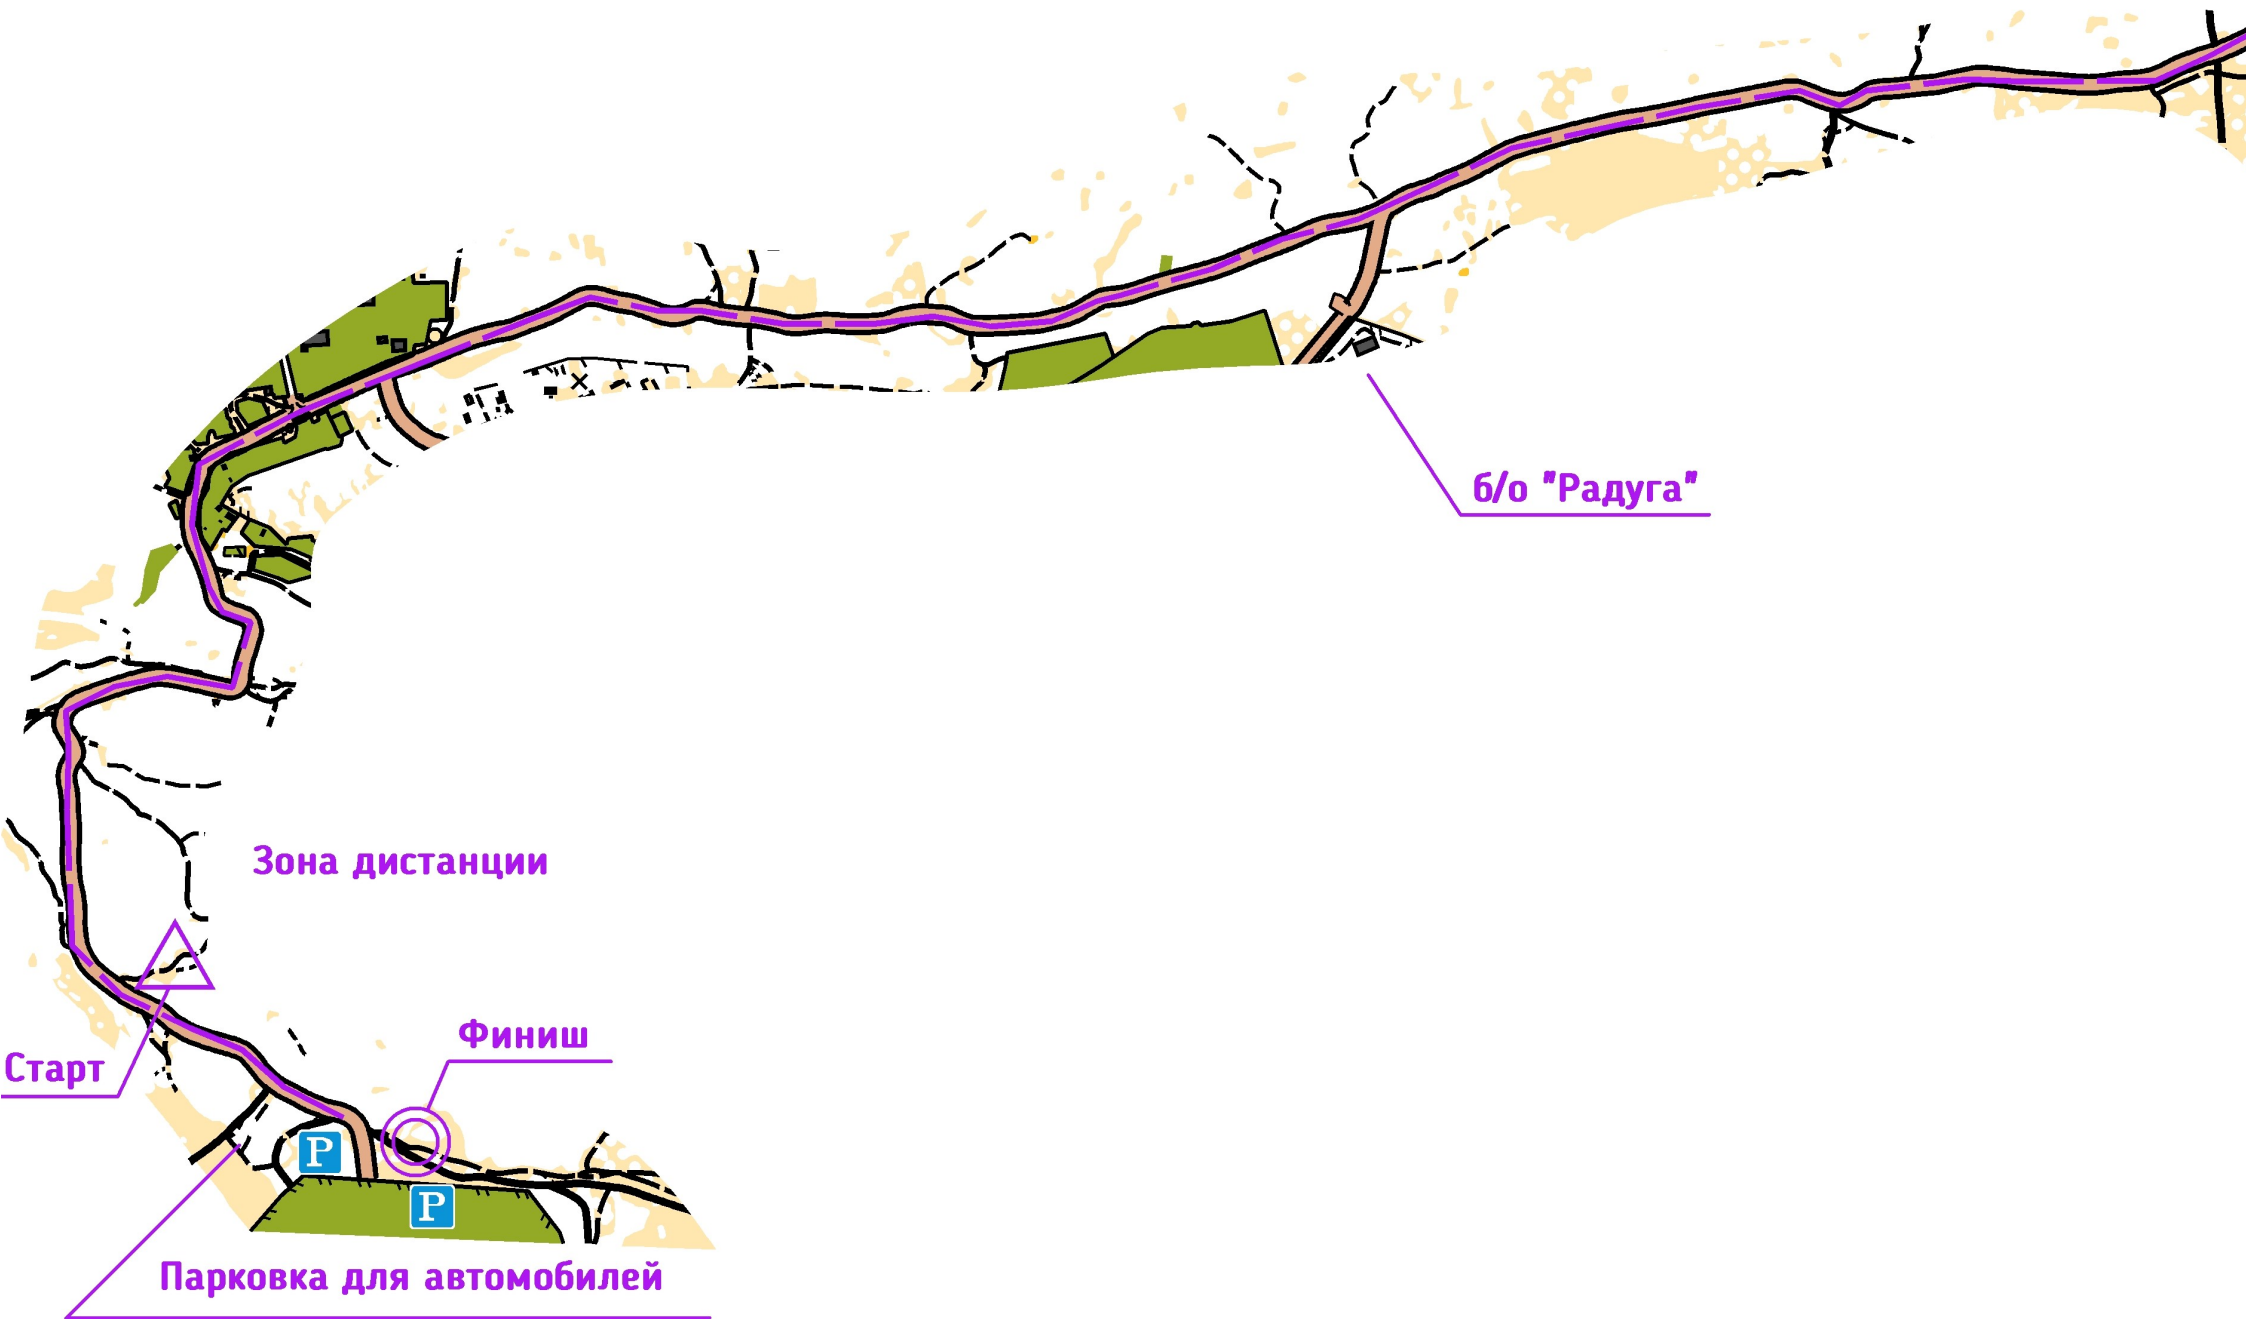 б/о "Радуга"
Зона дистанции
Финиш
Старт
P
P
Парковка для автомобилей